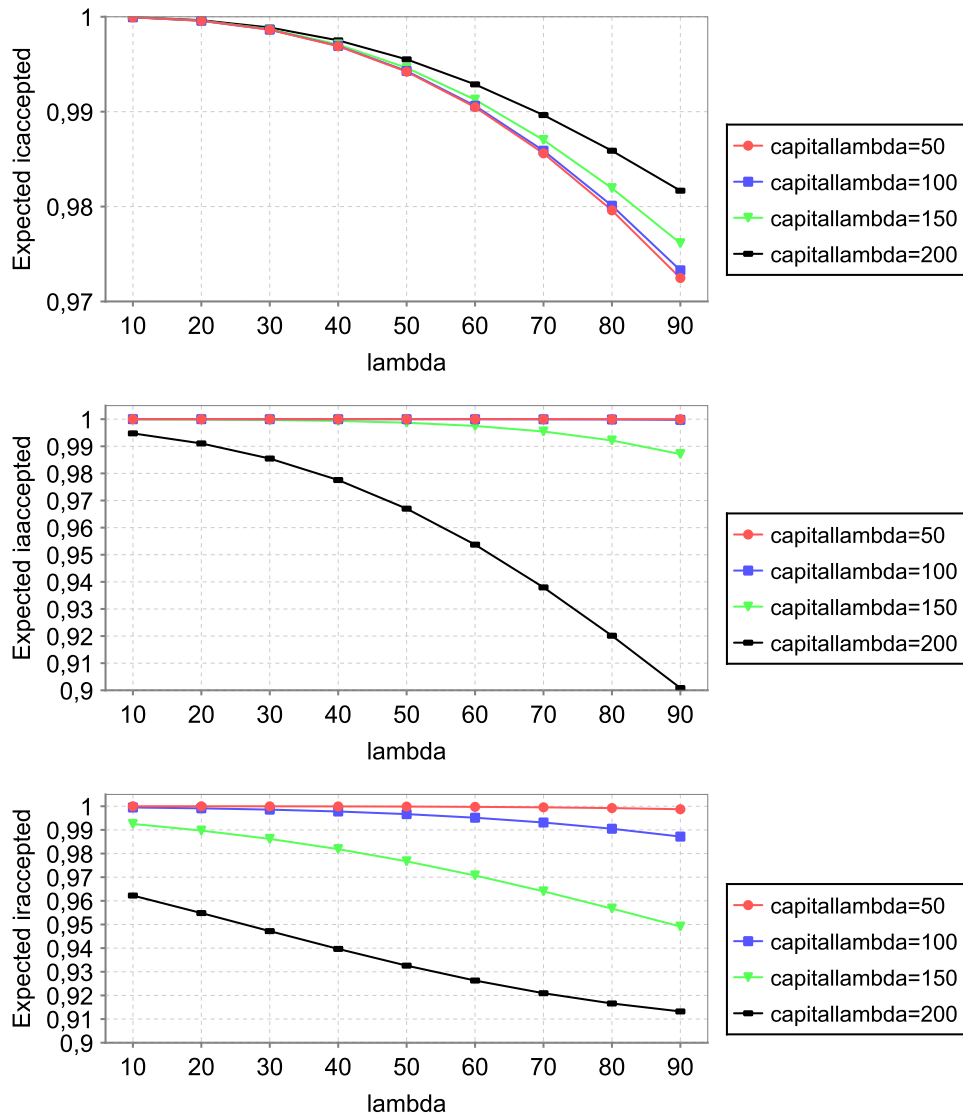 Expected icaccepted
1
0,99
0,98
0,97
10 20 30 40 50 60 70 80 90
lambda
capitallambda=50
capitallambda=100
capitallambda=150
capitallambda=200
Expected iaaccepted
1
0,99
0,98
0,97
0,96
0,95
0,94
0,93
0,92
0,91
0,9
10 20 30 40 50 60 70 80 90
lambda
capitallambda=50
capitallambda=100
capitallambda=150
capitallambda=200
Expected iraccepted
1
0,99
0,98
0,97
0,96
0,95
0,94
0,93
0,92
0,91
0,9
10 20 30 40 50 60 70 80 90
lambda
capitallambda=50
capitallambda=100
capitallambda=150
capitallambda=200